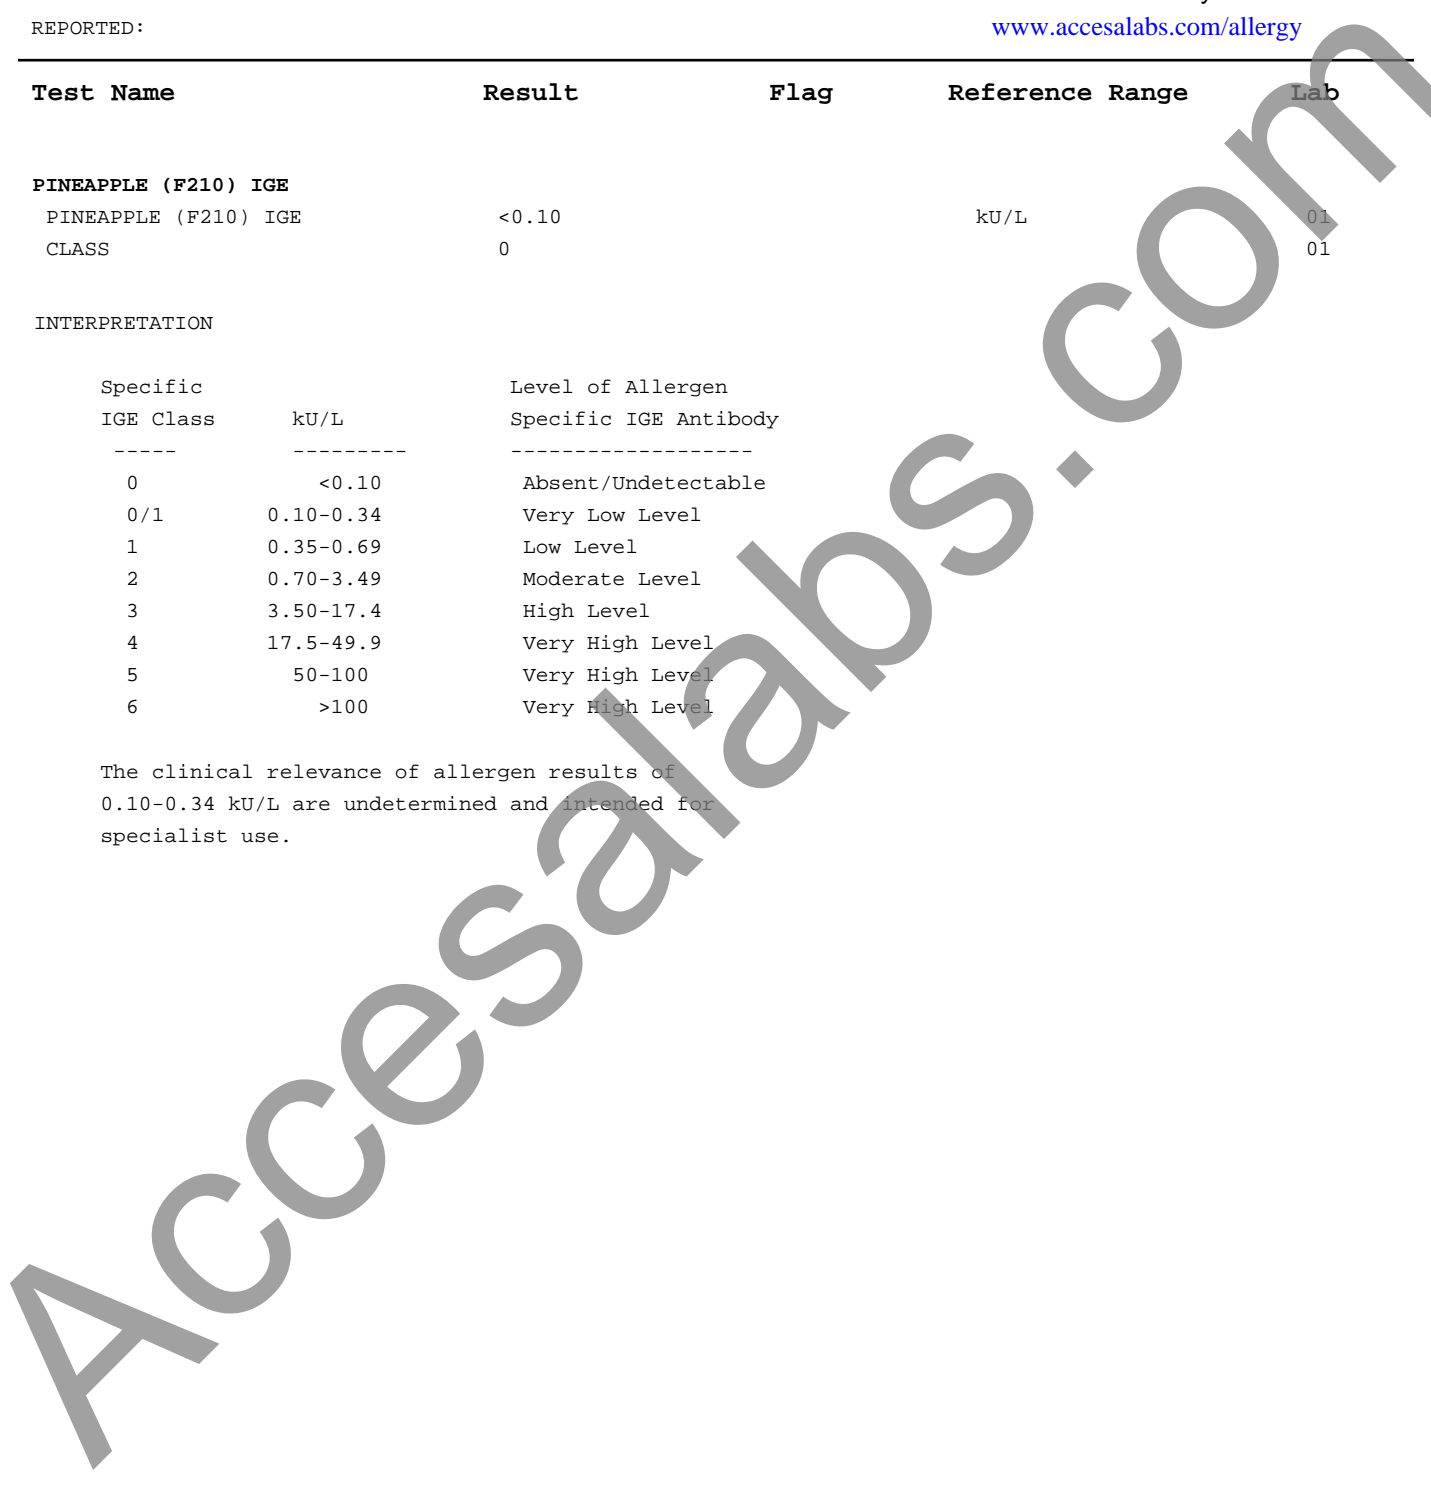 REPORTED: www.accesalabs.com/allergy
Test Name Result Flag Reference Range Lab
PINEAPPLE (F210) IGE
PINEAPPLE (F210) IGE <0.10 kU/L 01
CLASS 0 01
INTERPRETATION
Specific Level of Allergen
IGE Class kU/L Specific IGE Antibody
----- --------- -------------------
0 <0.10 Absent/Undetectable
0/1 0.10-0.34 Very Low Level
1 0.35-0.69 Low Level
2 0.70-3.49 Moderate Level
3 3.50-17.4 High Level
4 17.5-49.9 Very High Level
5 50-100 Very High Level
6 >100 Very High Level
The clinical relevance of allergen results of
0.10-0.34 kU/L are undetermined and intended for
specialist use.
Accesalabs.com